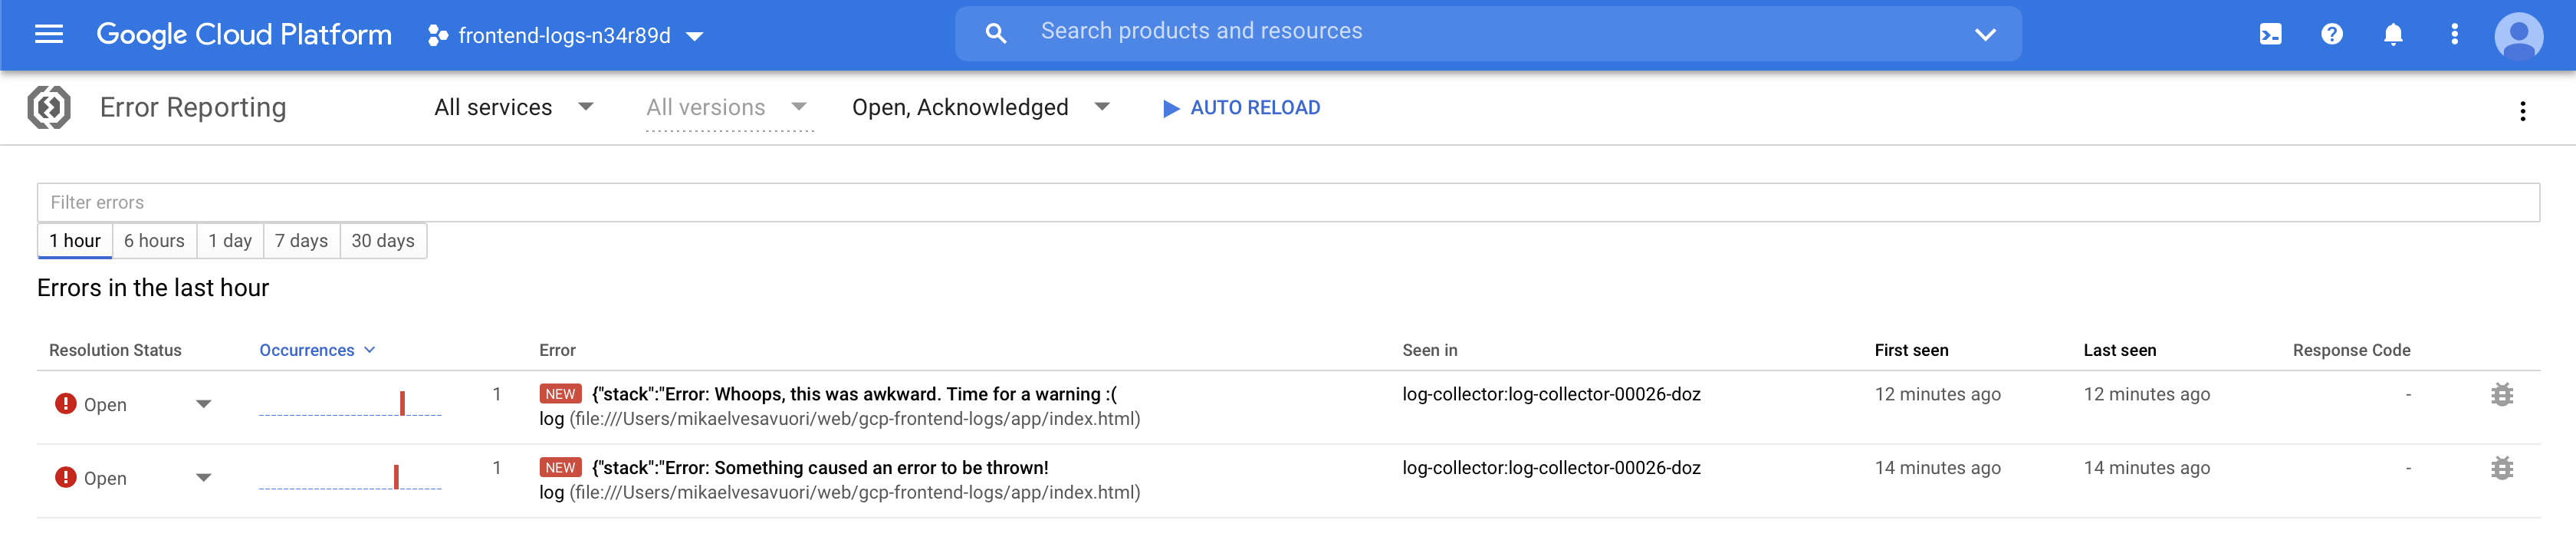 Google Cloud Platform frontend-logs-n34r89d Search products and resources
Error Reporting All services All versions Open, Acknowledged AUTO RELOAD
Filter errors
1 hour 6 hours 1 day 7 days 30 days
Errors in the last hour
Resolution Status Occurrences Error Seen in First seen Last seen Response Code
Open 1 NEW {"stack":"Error: Whoops, this was awkward. Time for a warning :( log-collector:log-collector-00026-doz 12 minutes ago 12 minutes ago -
log (file:///Users/mikaelvesavuori/web/gcp-frontend-logs/app/index.html)
Open 1 NEW {"stack":"Error: Something caused an error to be thrown! log-collector:log-collector-00026-doz 14 minutes ago 14 minutes ago -
log (file:///Users/mikaelvesavuori/web/gcp-frontend-logs/app/index.html)